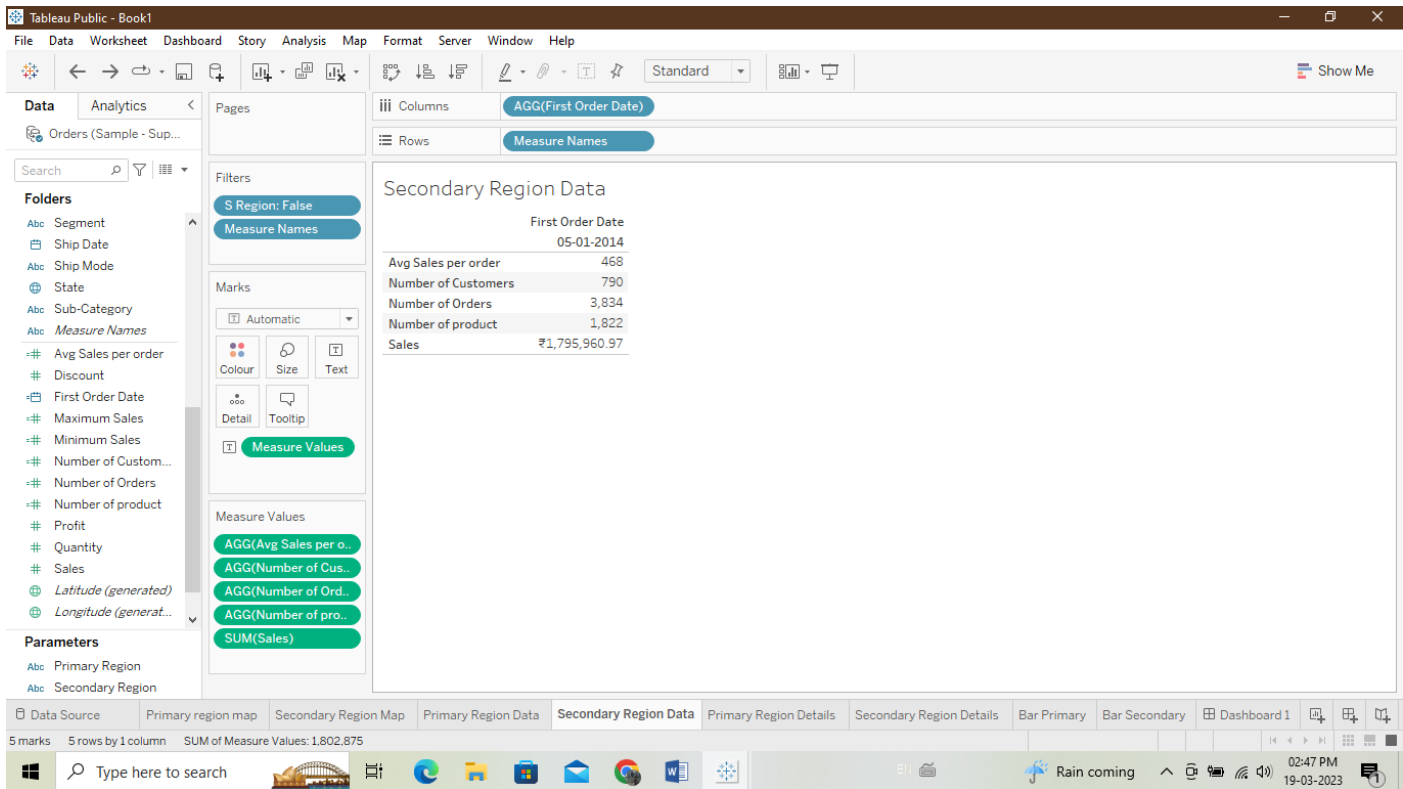 Tableau Public - Book1
File Data Worksheet Dashboard Story Analysis Map Format Server Window Help
Standard
Show Me
Data Analytics
Orders (Sample - Sup...
Search
Folders
Abc Segment
Ship Date
Abc Ship Mode
State
Abc Sub-Category
Abc Measure Names
=# Avg Sales per order
# Discount
First Order Date
=# Maximum Sales
=# Minimum Sales
=# Number of Custom...
=# Number of Orders
=# Number of product
# Profit
# Quantity
# Sales
Latitude (generated)
Longitude (generat...
Parameters
Abc Primary Region
Abc Secondary Region
Pages
Filters
S Region: False
Measure Names
Marks
T Automatic
Colour Size T Text
Detail Tooltip
T Measure Values
Measure Values
AGG(Avg Sales per o..
AGG(Number of Cus..
AGG(Number of Ord..
AGG(Number of pro..
SUM(Sales)
Columns AGG(First Order Date)
Rows Measure Names
Secondary Region Data
First Order Date
05-01-2014
Avg Sales per order 468
Number of Customers 790
Number of Orders 3,834
Number of product 1,822
Sales ₹1,795,960.97
Data Source Primary region map Secondary Region Map Primary Region Data Secondary Region Data Primary Region Details Secondary Region Details Bar Primary Bar Secondary Dashboard 1
5 marks 5 rows by 1 column SUM of Measure Values: 1,802,875
Type here to search
EN
Rain coming
02:47 PM
19-03-2023
1